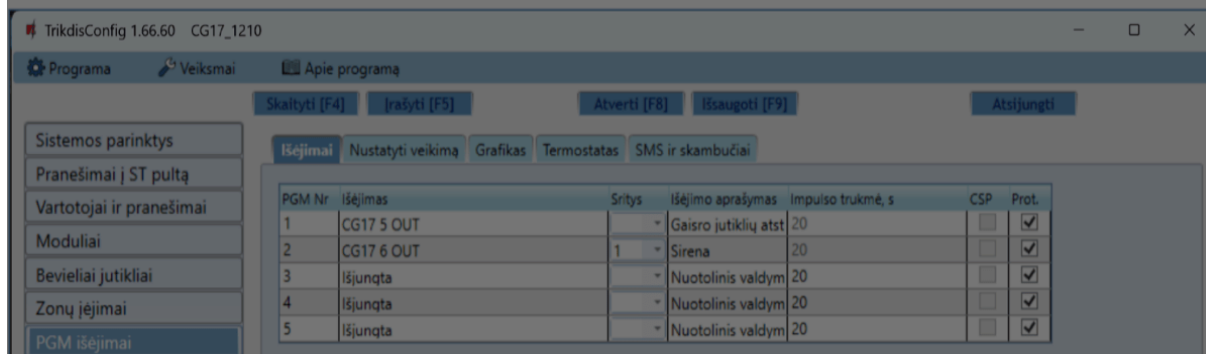 TrikdisConfig 1.66.60 CG17_1210
Programa Veiksmai Apie programą
Skaityti [F4] Įrašyti [F5] Atverti [F8] Išsaugoti [F9] Atsijungti
Sistemos parinktys
Pranešimai į ST pultą
Vartotojai ir pranešimai
Moduliai
Bevieliai jutikliai
Zonų įėjimai
PGM išėjimai
Išėjimai Nustatyti veikimą Grafikas Termostatas SMS ir skambučiai
PGM Nr Išėjimas Sritys Išėjimo aprašymas Impulso trukmė, s CSP Prot.
1 CG17 5 OUT Gaisro jutiklių atst 20
2 CG17 6 OUT 1 Sirena 20
3 Išjungta Nuotolinis valdym 20
4 Išjungta Nuotolinis valdym 20
5 Išjungta Nuotolinis valdym 20